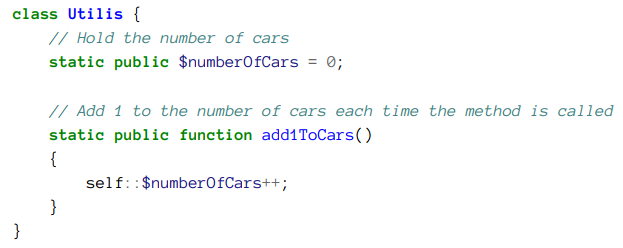 class Utilis {
    // Hold the number of cars
    static public $numberOfCars = 0;
    // Add 1 to the number of cars each time the method is called
    static public function add1ToCars()
    {
        self::$numberOfCars++;
    }
}